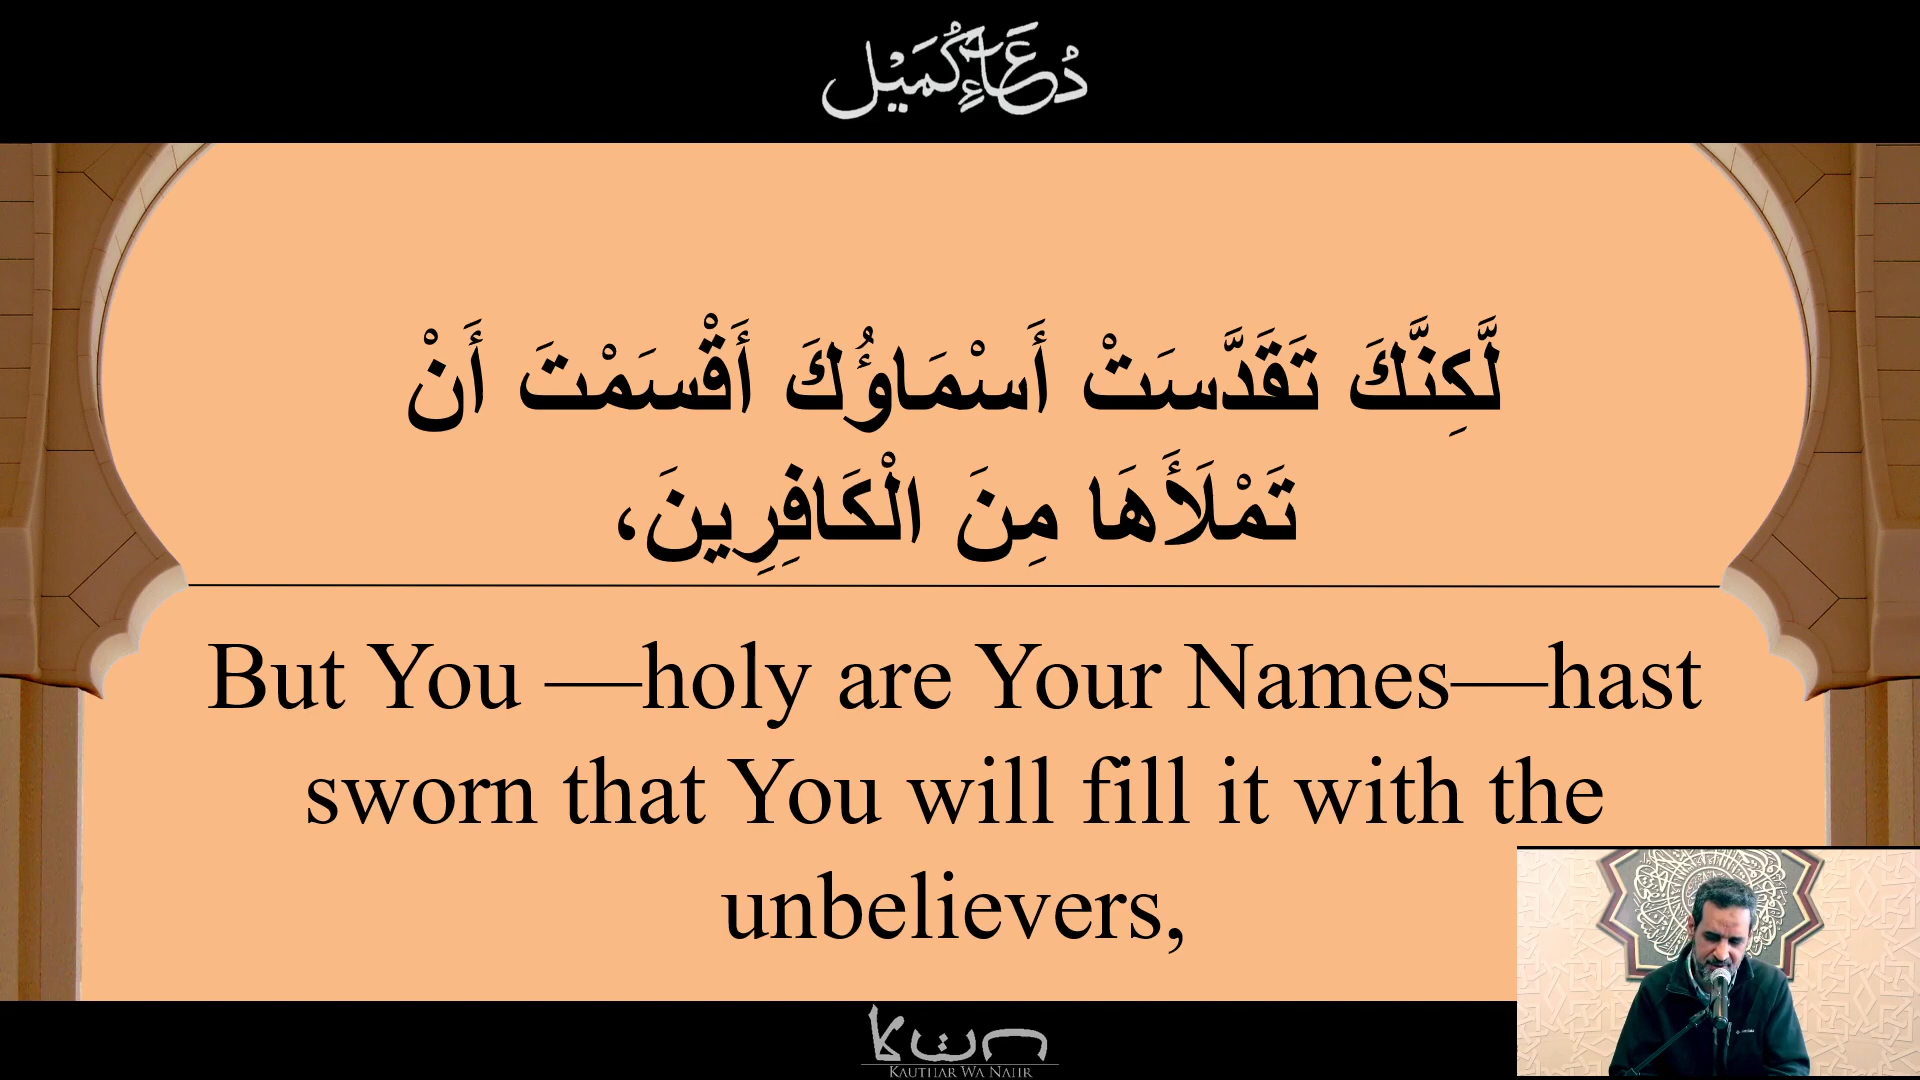 دُعَاءِ كُمَيْل
لَّكِنَّكَ تَقَدَّسَتْ أَسْمَاؤُكَ أَقْسَمْتَ أَنْ
تَمْلَأَهَا مِنَ الْكَافِرِينَ،
But You —holy are Your Names—hast
sworn that You will fill it with the
unbelievers,
KAUTHAR WA NAHR